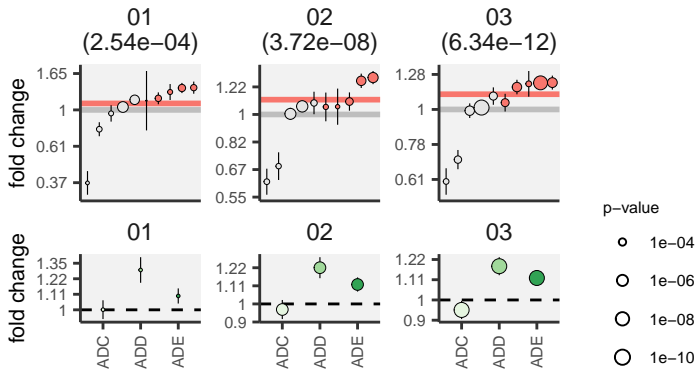 01
(2.54e−04)
02
(3.72e−08)
03
(6.34e−12)
fold change
1.65
1
0.61
0.37
1.22
1
0.82
0.67
0.55
1.28
1
0.78
0.61
01
02
03
fold change
1.35
1.22
1.11
1
1.22
1.11
1
0.9
1.22
1.11
1
0.9
ADC
ADD
ADE
ADC
ADD
ADE
ADC
ADD
ADE
p−value
1e−04
1e−06
1e−08
1e−10